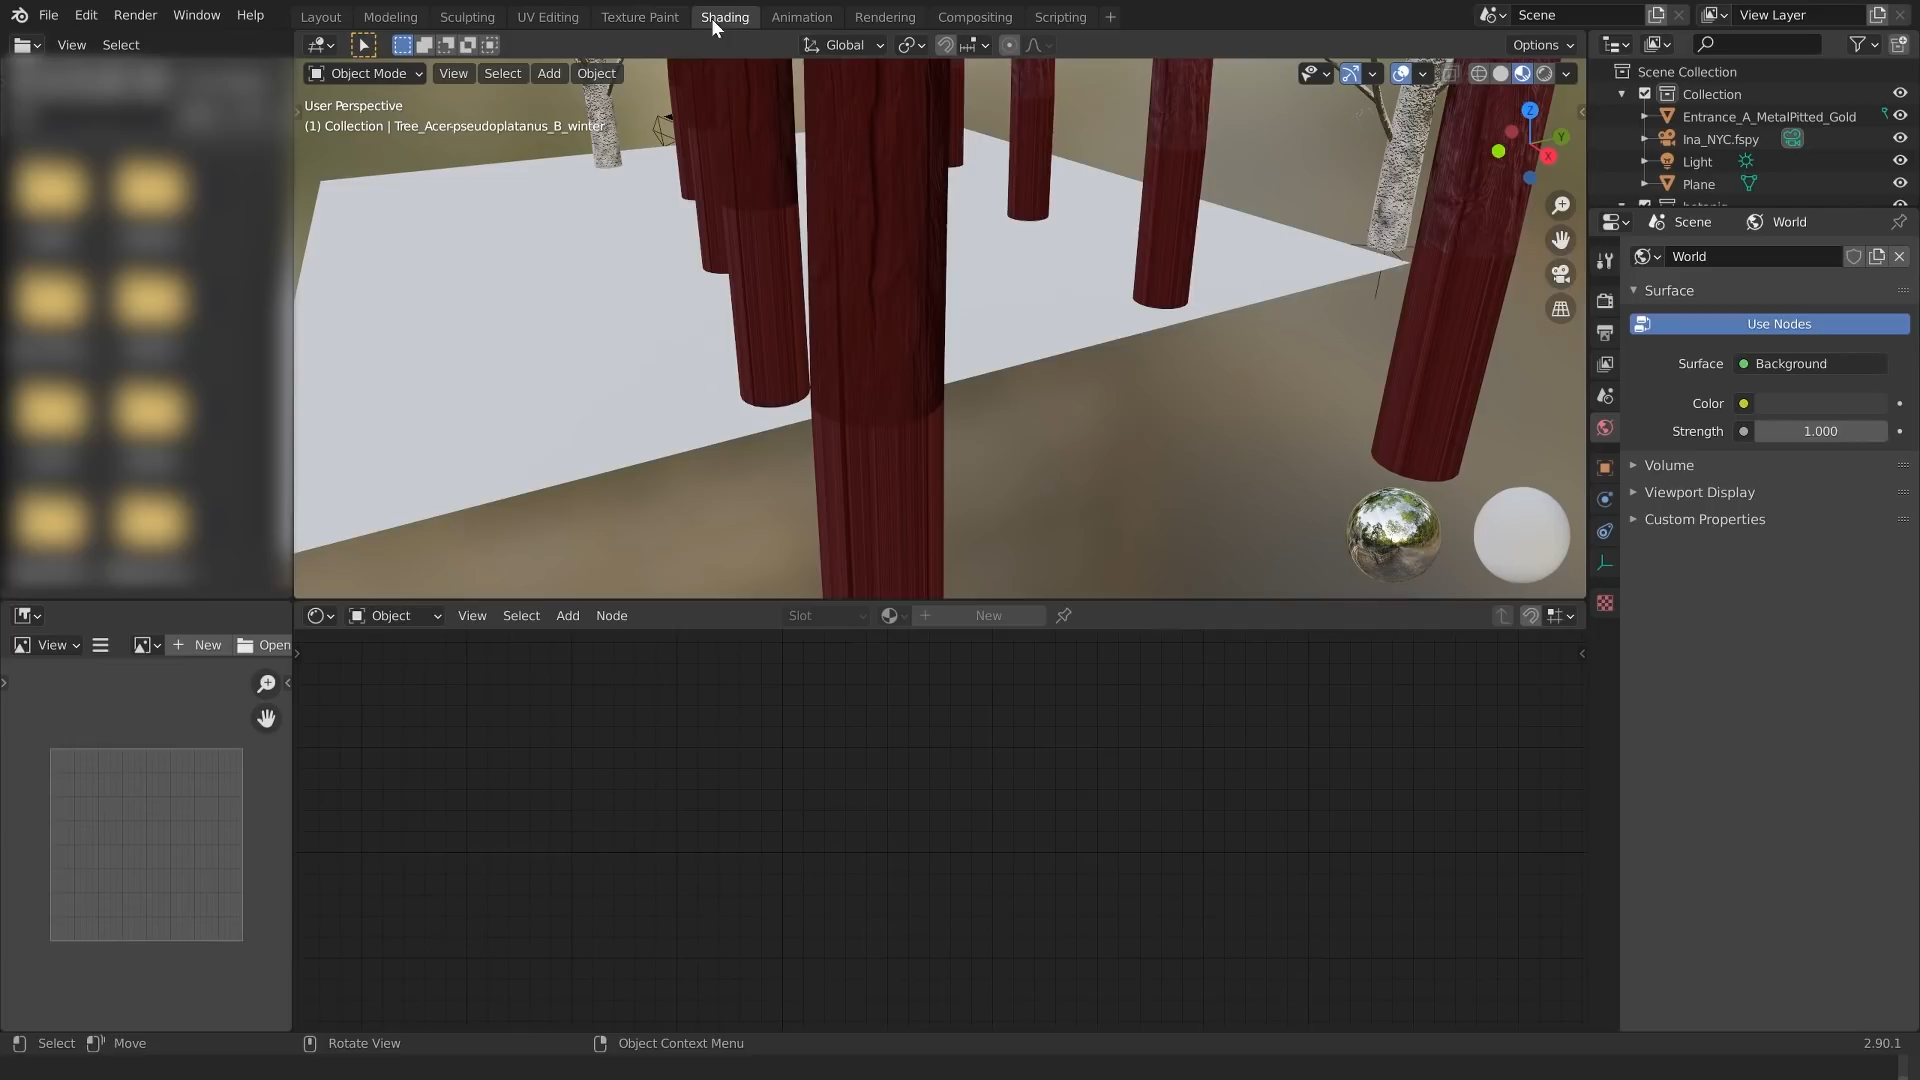 File Edit Render Window Help Layout Modeling Sculpting UV Editing Texture Paint Shading Animation Rendering Compositing Scripting + Scene View Layer
View Select Global Options
Object Mode View Select Add Object
User Perspective
(1) Collection | Tree_Acer-pseudoplatanus_B_winter
Z
Y
X
Scene Collection
Collection
Entrance_A_MetalPitted_Gold
Ina_NYC.fspy
Light
Plane
Scene World
World
Surface
Use Nodes
Surface Background
Color
Strength 1.000
Volume
Viewport Display
Custom Properties
Object View Select Add Node Slot + New
View + New Open
Select Move Rotate View Object Context Menu 2.90.1